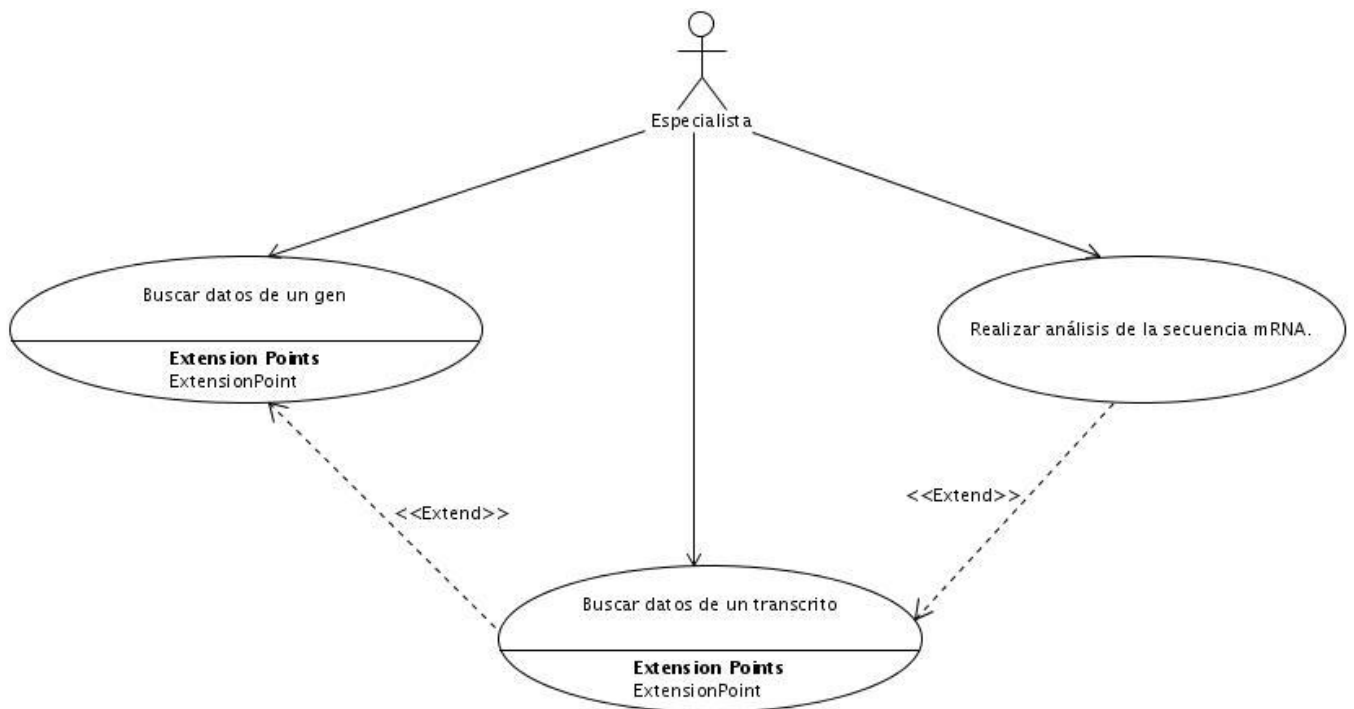 Especialista
Buscar datos de un gen
Extension Points
ExtensionPoint
Realizar análisis de la secuencia mRNA.
<<Extend>>
<<Extend>>
Buscar datos de un transcrito
Extension Points
ExtensionPoint